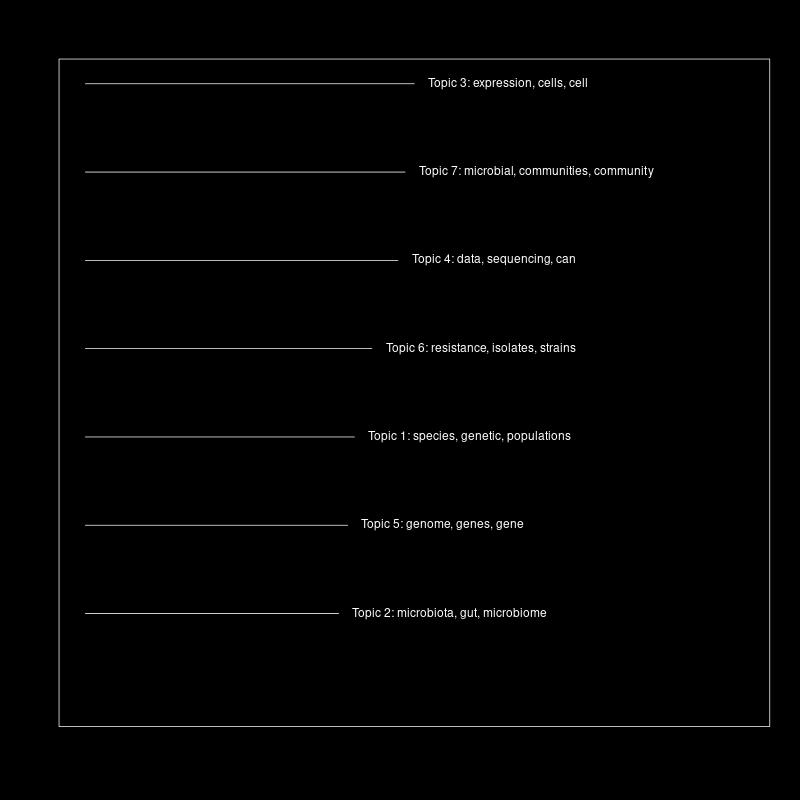 Topic 3: expression, cells, cell
Topic 7: microbial, communities, community
Topic 4: data, sequencing, can
Topic 6: resistance, isolates, strains
Topic 1: species, genetic, populations
Topic 5: genome, genes, gene
Topic 2: microbiota, gut, microbiome